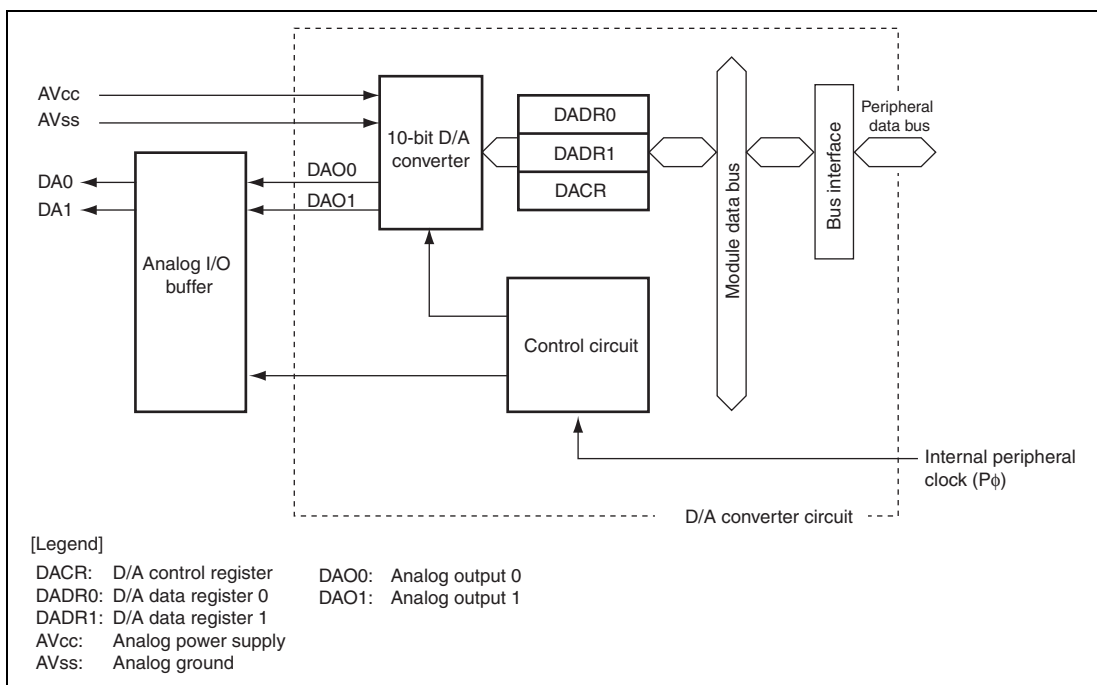 AVcc
AVss
DA0
DA1
Analog I/O
buffer
DAO0
DAO1
10-bit D/A
converter
DADR0
DADR1
DACR
Control circuit
Module data bus
Bus interface
Peripheral
data bus
Internal peripheral
clock (Pϕ)
D/A converter circuit
[Legend]
DACR: D/A control register
DADR0: D/A data register 0
DADR1: D/A data register 1
AVcc: Analog power supply
AVss: Analog ground
DAO0: Analog output 0
DAO1: Analog output 1